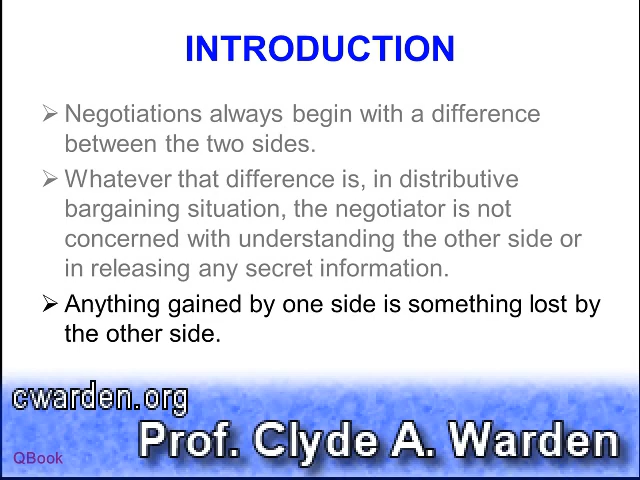 INTRODUCTION
➢ Negotiations always begin with a difference
between the two sides.
➢ Whatever that difference is, in distributive
bargaining situation, the negotiator is not
concerned with understanding the other side or
in releasing any secret information.
➢ Anything gained by one side is something lost by
the other side.
cwarden.org
Prof. Clyde A. Warden
QBook